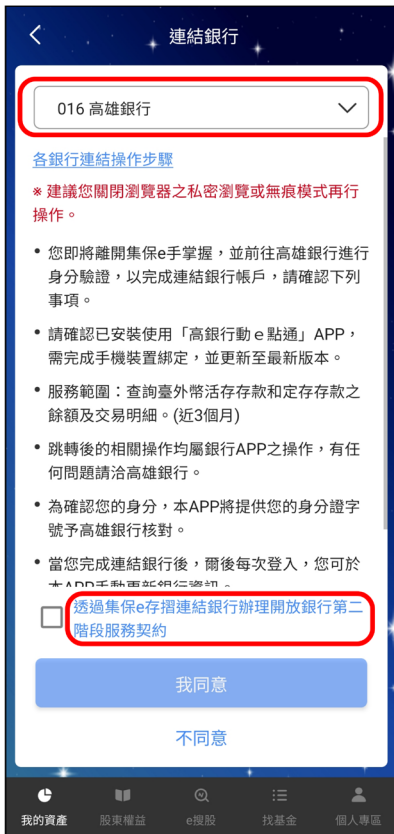 連結銀行
016 高雄銀行
各銀行連結操作步驟
※ 建議您關閉瀏覽器之私密瀏覽或無痕模式再行
操作。
• 您即將離開集保e手掌握，並前往高雄銀行進行
身分驗證，以完成連結銀行帳戶，請確認下列
事項。
• 請確認已安裝使用「高銀行動ｅ點通」APP，
需完成手機裝置綁定，並更新至最新版本。
• 服務範圍：查詢臺外幣活存存款和定存存款之
餘額及交易明細。(近3個月)
• 跳轉後的相關操作均屬銀行APP之操作，有任
何問題請洽高雄銀行。
• 為確認您的身分，本APP將提供您的身分證字
號予高雄銀行核對。
• 當您完成連結銀行後，爾後每次登入，您可於
本APP手動更新銀行資訊。
透過集保e存摺連結銀行辦理開放銀行第二
階段服務契約
我同意
不同意
我的資產 股東權益 e搜股 找基金 個人專區